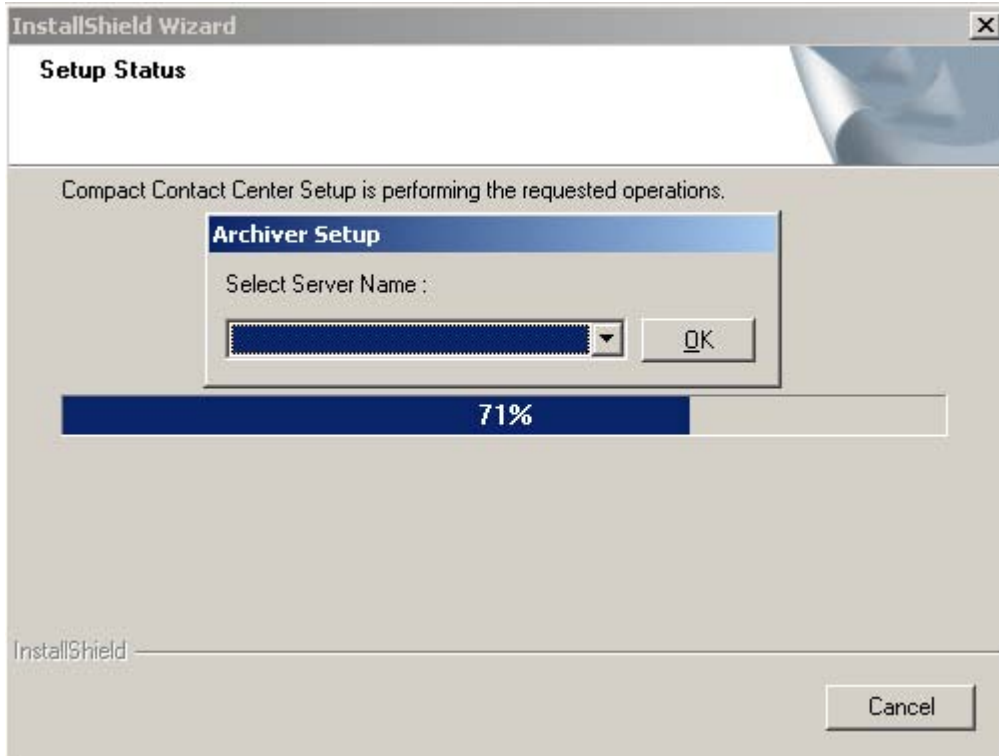 InstallShield Wizard
Setup Status
Compact Contact Center Setup is performing the requested operations.
Archiver Setup
Select Server Name :
OK
71%
InstallShield
Cancel